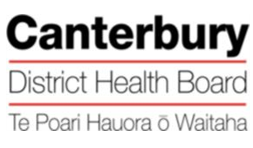 Canterbury
District Health Board
Te Poari Hauora ō Waitaha